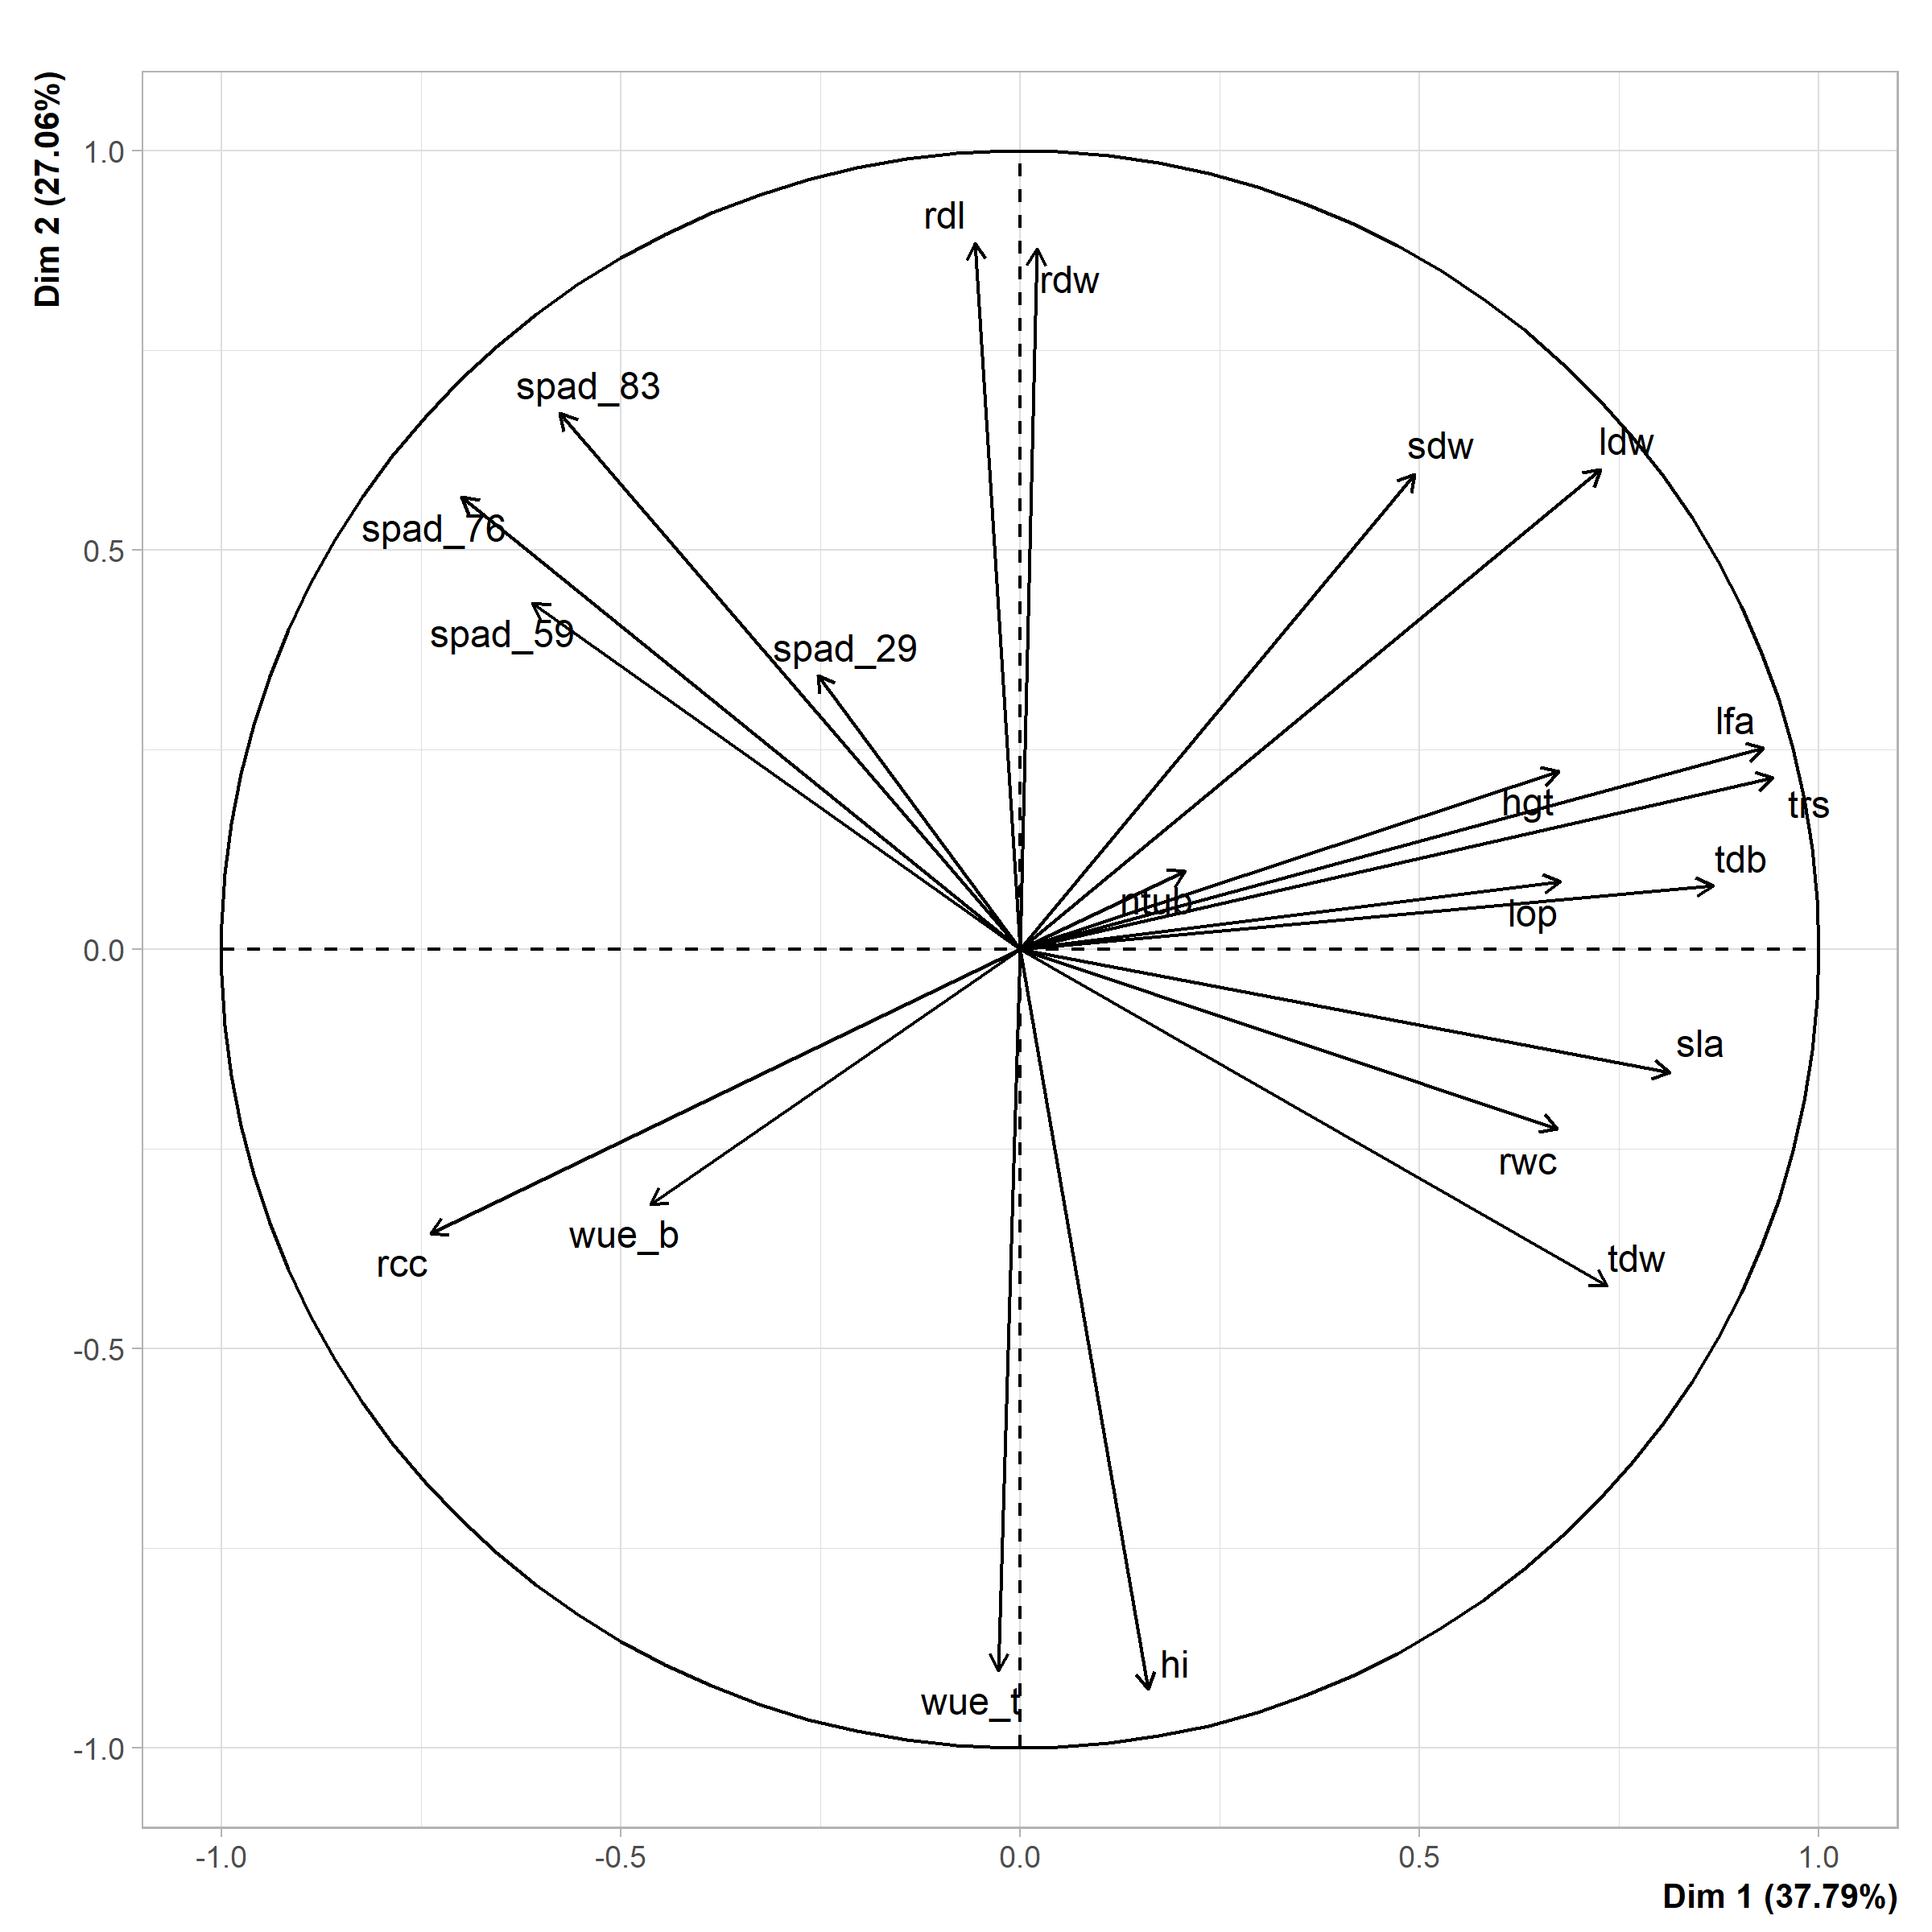 Dim 2 (27.06%)
1.0
0.5
0.0
-0.5
-1.0
rdl
rdw
spad_83
sdw
ldw
spad_76
spad_59
spad_29
lfa
hgt
trs
tdb
ntub
lop
sla
rwc
wue_b
rcc
tdw
hi
wue_t
-1.0 -0.5 0.0 0.5 1.0
Dim 1 (37.79%)